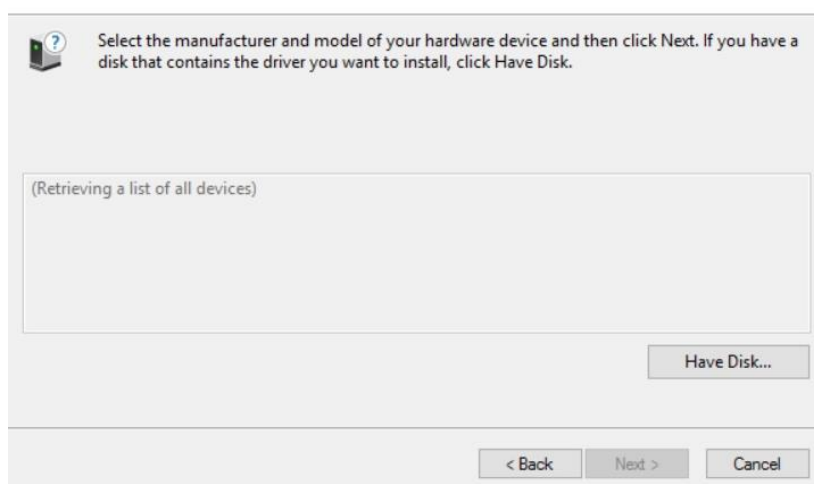 Select the manufacturer and model of your hardware device and then click Next. If you have a
disk that contains the driver you want to install, click Have Disk.
(Retrieving a list of all devices)
Have Disk...
< Back
Next >
Cancel